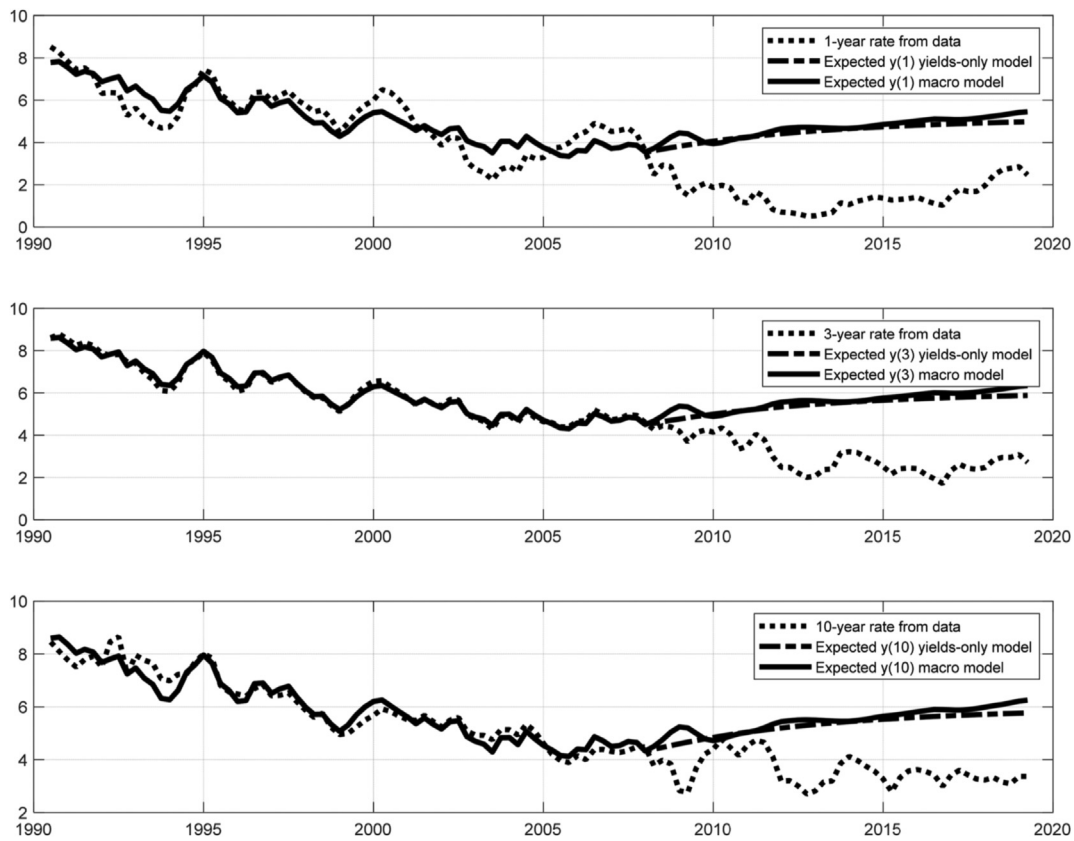 10
8
6
4
2
0
1990 1995 2000 2005 2010 2015 2020
1-year rate from data
Expected y(1) yields-only model
Expected y(1) macro model
10
8
6
4
2
0
1990 1995 2000 2005 2010 2015 2020
3-year rate from data
Expected y(3) yields-only model
Expected y(3) macro model
10
8
6
4
2
1990 1995 2000 2005 2010 2015 2020
10-year rate from data
Expected y(10) yields-only model
Expected y(10) macro model